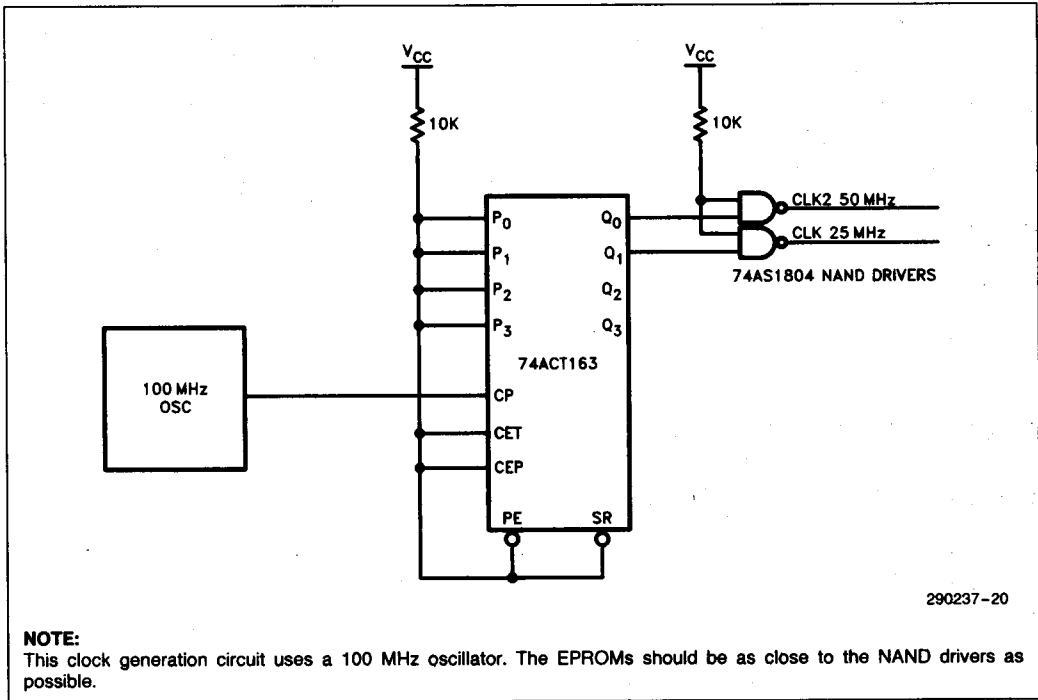 VCC
VCC
10K
10K
P0
Q0
CLK2 50 MHz
P1
Q1
CLK 25 MHz
74AS1804 NAND DRIVERS
P2
Q2
P3
Q3
74ACT163
100 MHz
OSC
CP
CET
CEP
PE
SR
290237-20
NOTE:
This clock generation circuit uses a 100 MHz oscillator. The EPROMs should be as close to the NAND drivers as
possible.